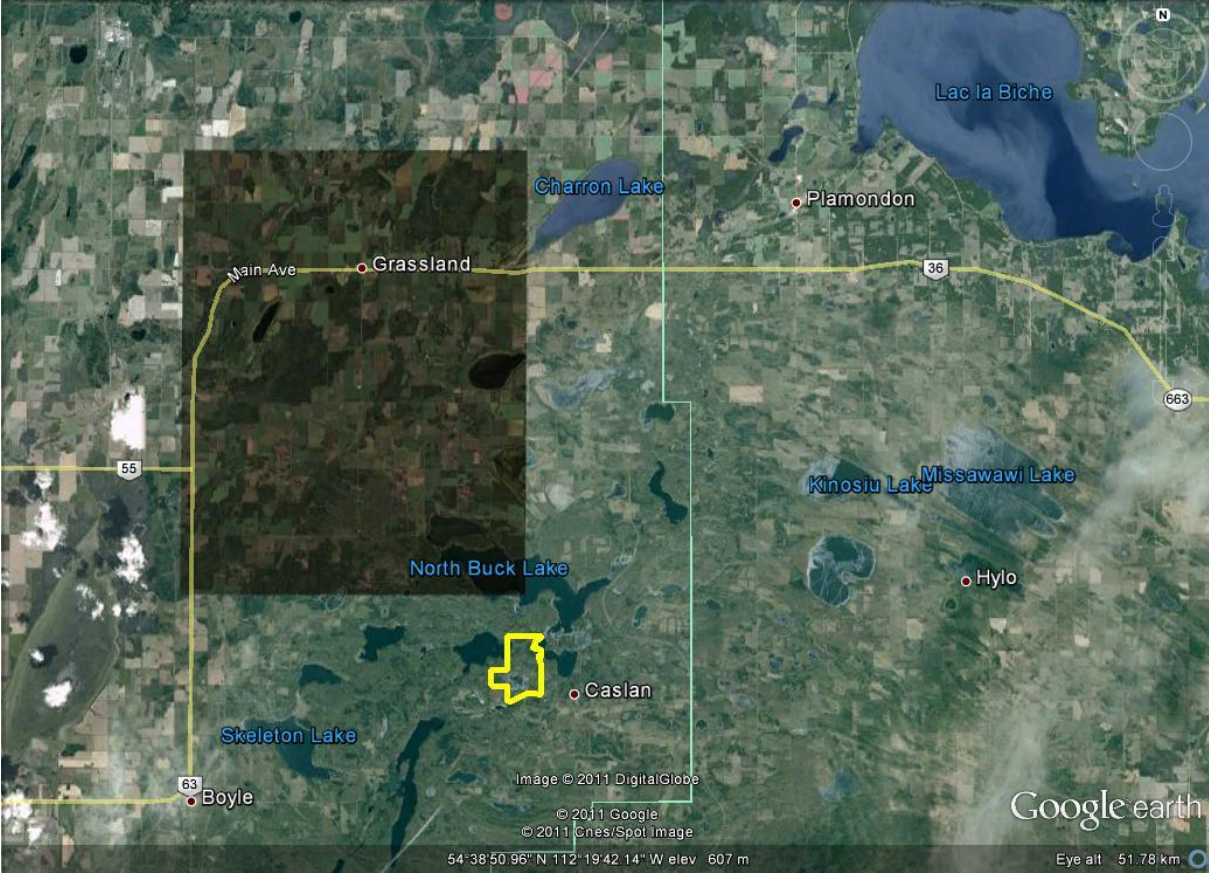 N
Lac la Biche
Charron Lake
Plamondon
Main Ave
Grassland
36
663
55
Kinosiu Lake
Missawawi Lake
North Buck Lake
Hylo
Caslan
Skeleton Lake
Image © 2011 DigitalGlobe
63
Boyle
© 2011 Google
© 2011 Cnes/Spot Image
Google earth
54°38'50.96" N 112°19'42.14" W elev 607 m
Eye alt 51.78 km